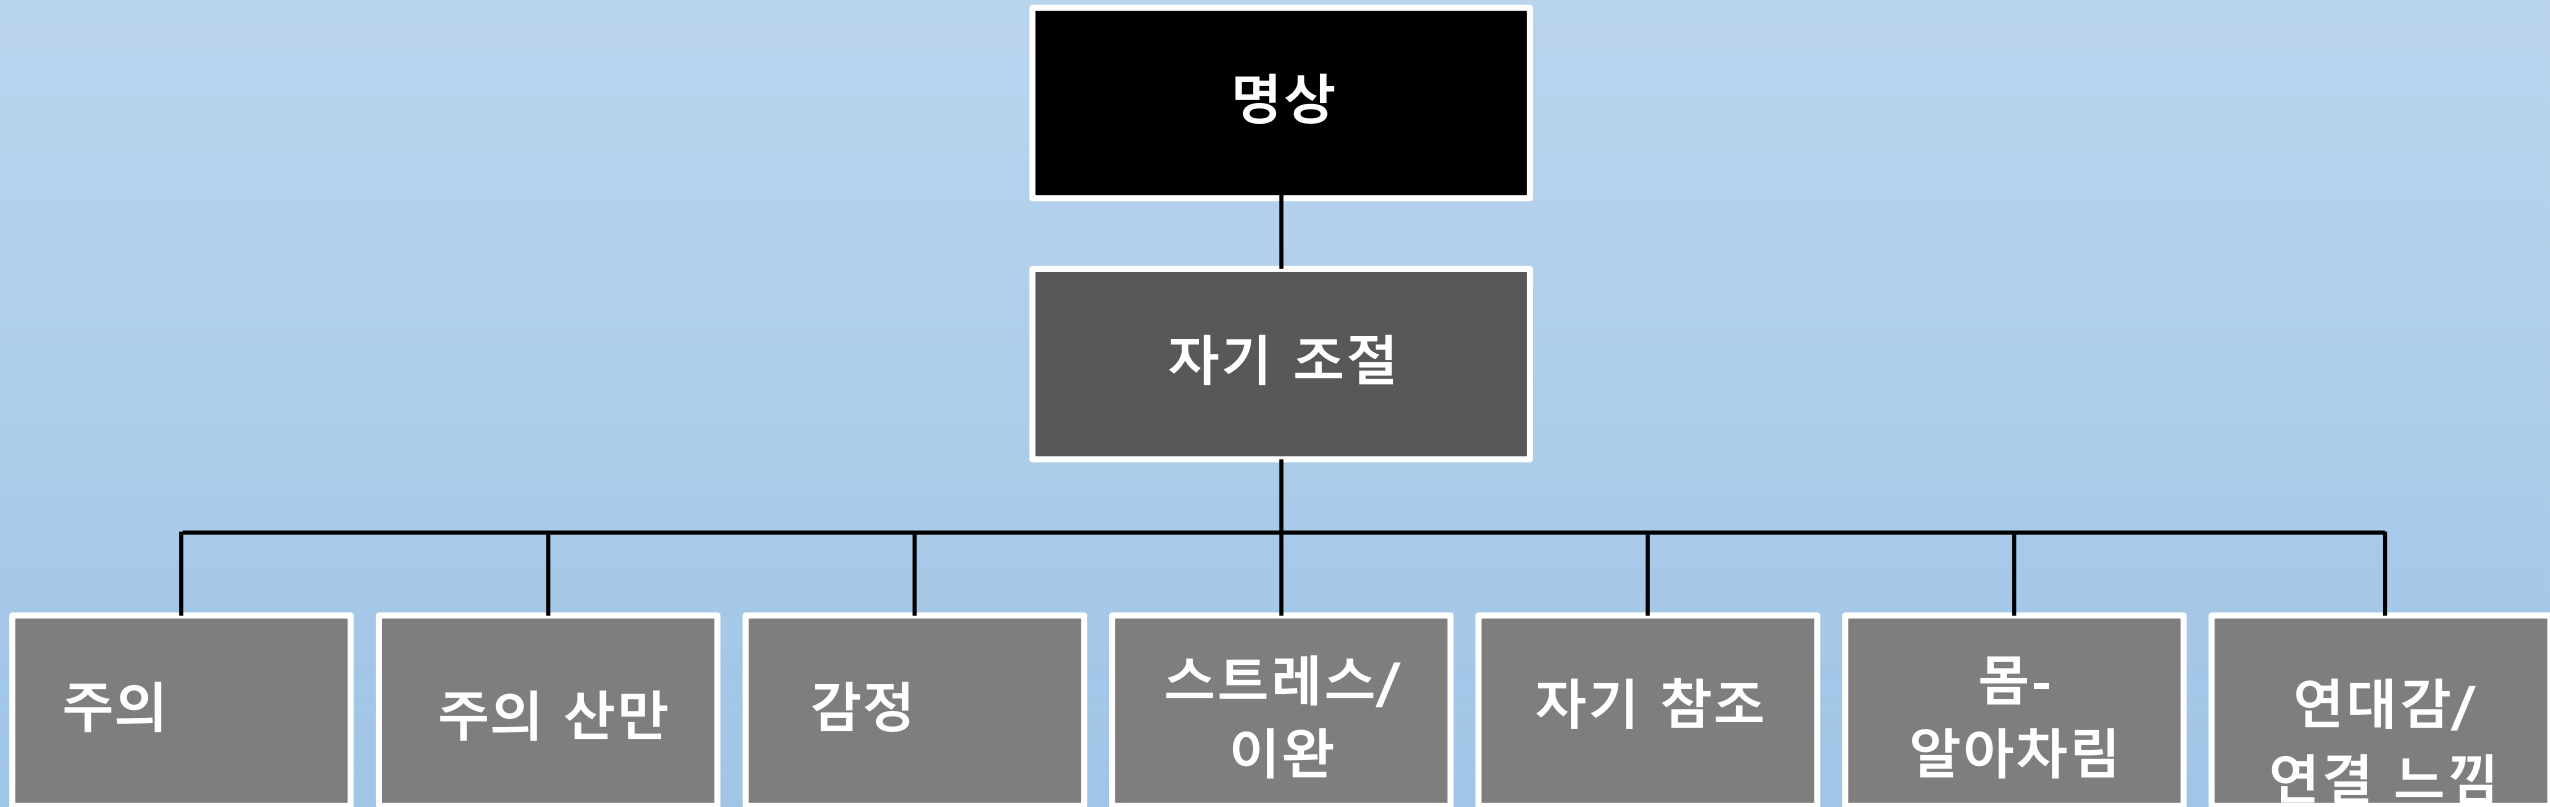 명상
자기 조절
주의
주의 산만
감정
스트레스/
이완
자기 참조
몸-
알아차림
연대감/
연결 느낌